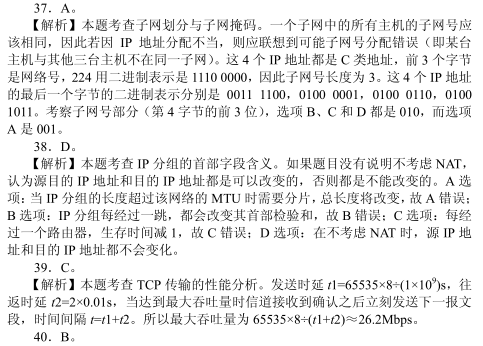 37．A。
【解析】本题考查子网划分与子网掩码。一个子网中的所有主机的子网号应
该相同，因此若因 IP 地址分配不当，则应联想到可能子网号分配错误（即某台
主机与其他三台主机不在同一子网）。这 4 个 IP 地址都是 C 类地址，前 3 个字节
是网络号，224 用二进制表示是 1110 0000，因此子网号长度为 3。这 4 个 IP 地址
的最后一个字节的二进制表示分别是 0011 1100，0100 0001，0100 0110，0100
1011。考察子网号部分（第 4 字节的前 3 位），选项 B、C 和 D 都是 010，而选项
A 是 001。
38．D。
【解析】本题考查 IP 分组的首部字段含义。如果题目没有说明不考虑 NAT，
认为源目的 IP 地址和目的 IP 地址都是可以改变的，否则都是不能改变的。A 选
项：当 IP 分组的长度超过该网络的 MTU 时需要分片，总长度将改变，故 A 错误；
B 选项：IP 分组每经过一跳，都会改变其首部检验和，故 B 错误；C 选项：每经
过一个路由器，生存时间减 1，故 C 错误；D 选项：在不考虑 NAT 时，源 IP 地
址和目的 IP 地址都不会变化。
39．C。
【解析】本题考查 TCP 传输的性能分析。发送时延 t1=65535×8÷(1×10⁹)s，往
返时延 t2=2×0.01s，当达到最大吞吐量时信道接收到确认之后立刻发送下一报文
段，时间间隔 t=t1+t2。所以最大吞吐量为 65535×8÷(t1+t2)≈26.2Mbps。
40．B。